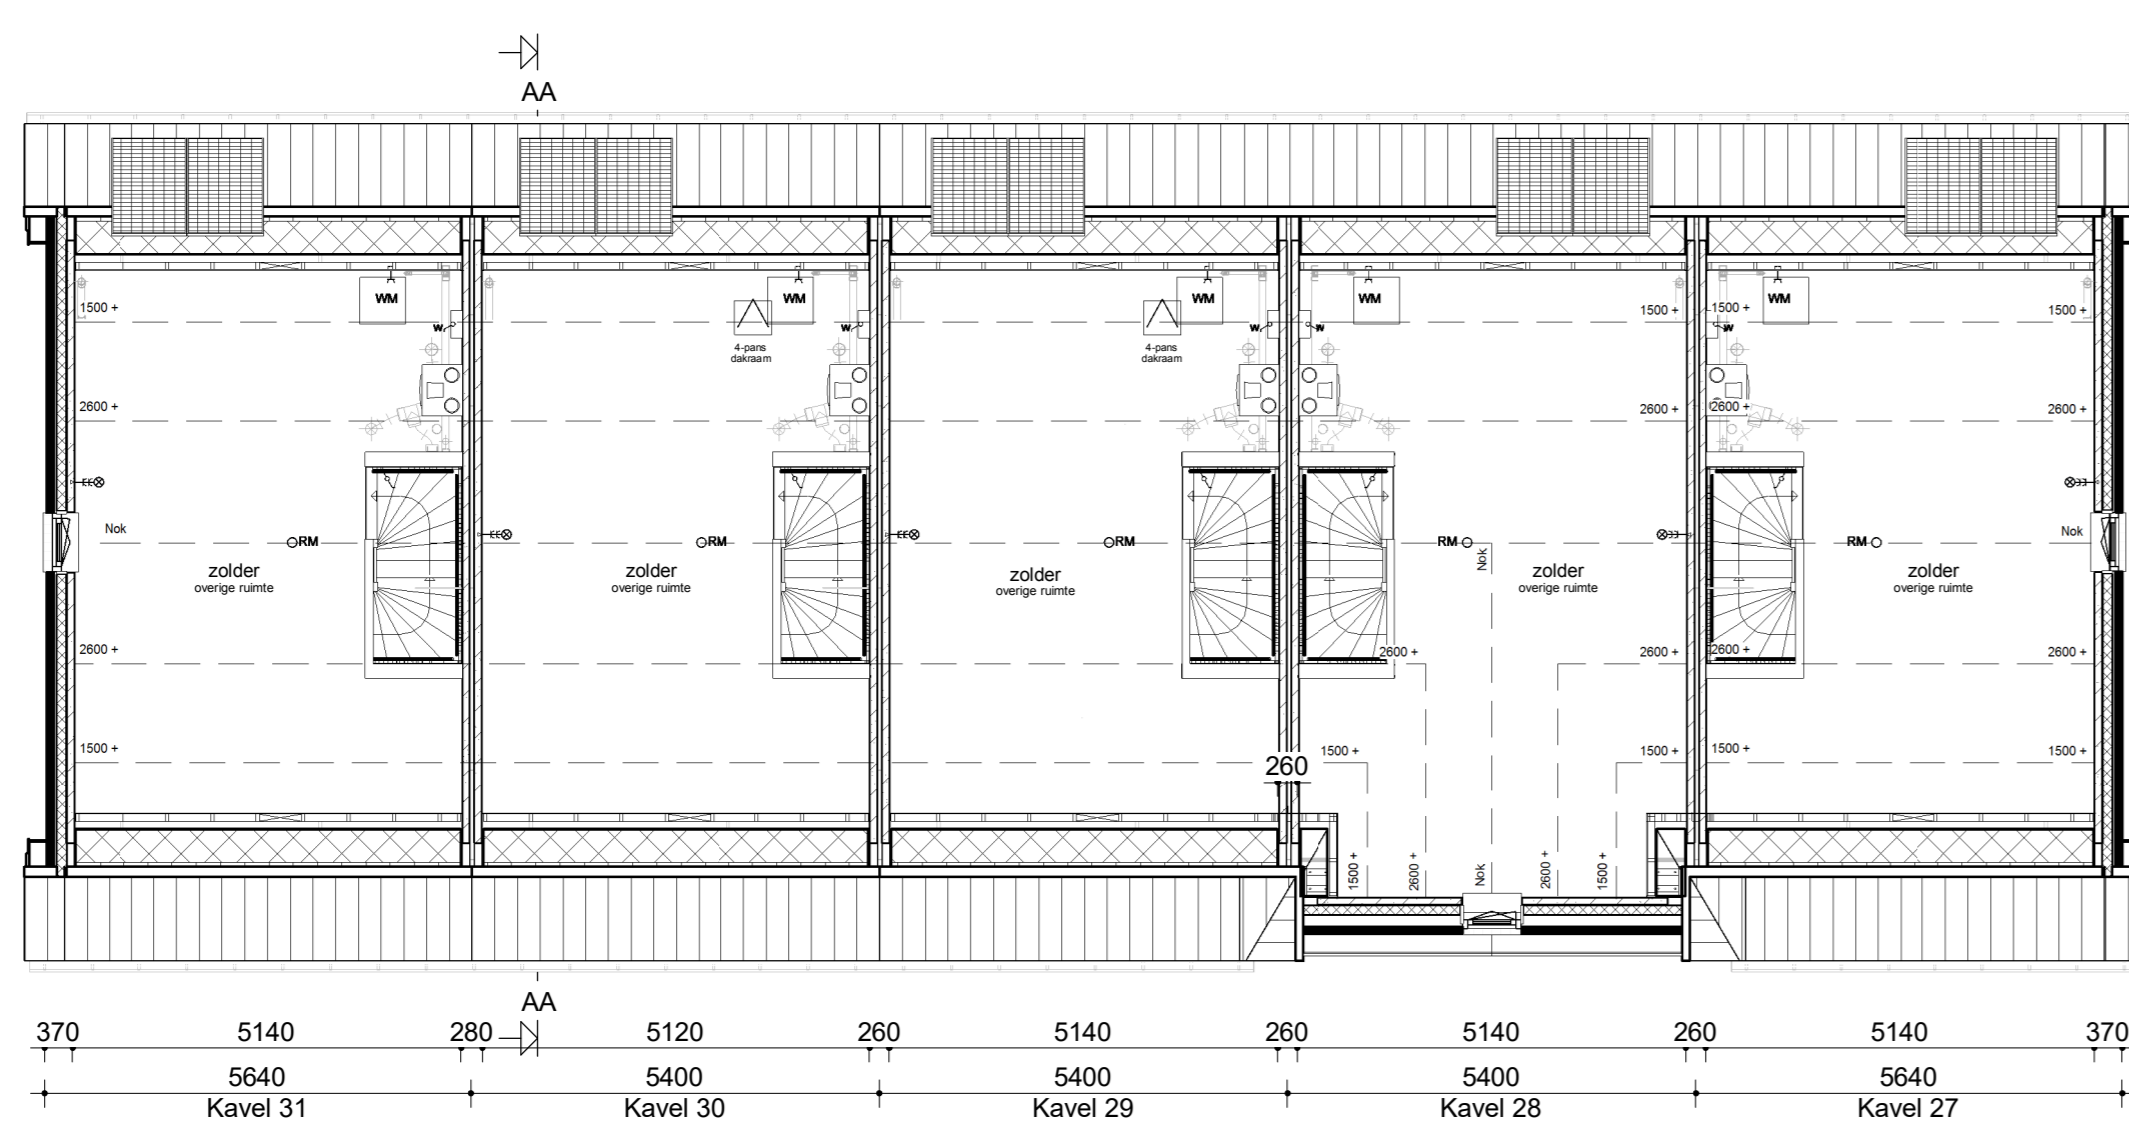 AA
WM
WM
WM
WM
WM
1500 +
1500 +
1500 +
1500 +
w
w
w
w
w
4-pans
dakraam
4-pans
dakraam
2600 +
2600 +
2600 +
2600 +
Nok
RM
RM
RM
RM
RM
Nok
Nok
zolder
overige ruimte
zolder
overige ruimte
zolder
overige ruimte
zolder
overige ruimte
zolder
overige ruimte
2600 +
2600 +
2600 +
2600 +
2600 +
1500 +
1500 +
1500 +
1500 +
1500 +
260
1500 +
2600 +
Nok
2600 +
1500 +
AA
370 5140 280 5120 260 5140 260 5140 260 5140 370
5640 5400 5400 5400 5640
Kavel 31 Kavel 30 Kavel 29 Kavel 28 Kavel 27